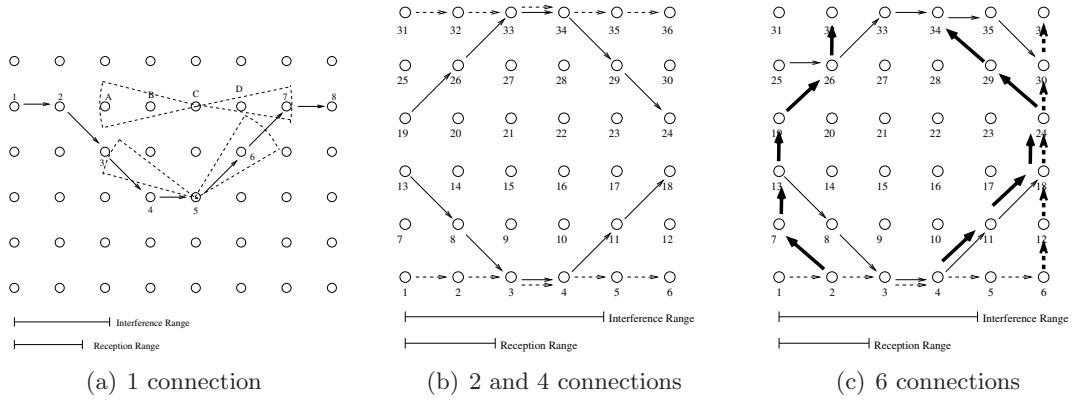 1 2 A B C D 7 8
3 6
4 5
Interference Range
Reception Range
(a) 1 connection
31 32 33 34 35 36
25 26 27 28 29 30
19 20 21 22 23 24
13 14 15 16 17 18
7 8 9 10 11 12
1 2 3 4 5 6
Interference Range
Reception Range
(b) 2 and 4 connections
31 33 34 35
25 26 27 28 29 30
19 20 21 22 23 24
13 14 15 16 17 18
7 8 9 10 11 12
1 2 3 4 5 6
Interference Range
Reception Range
(c) 6 connections